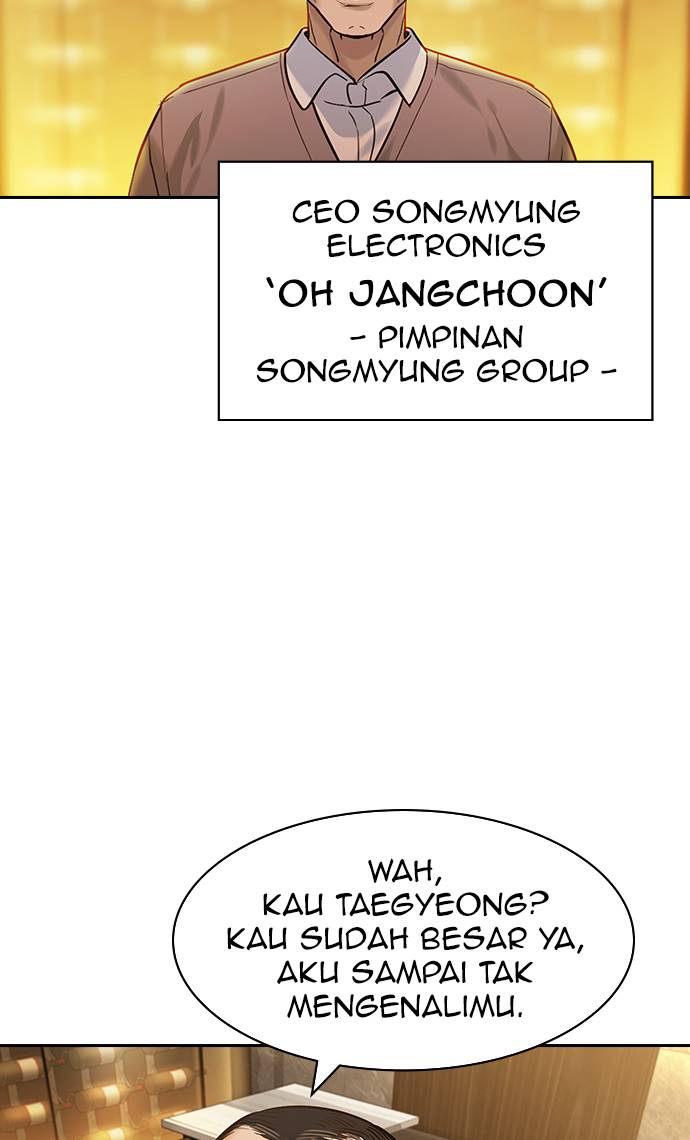 CEO SONGMYUNG
ELECTRONICS
'OH JANGCHOON'
- PIMPINAN
SONGMYUNG GROUP -
WAH,
KAU TAEGYEONG?
KAU SUDAH BESAR YA,
AKU SAMPAI TAK
MENGENALIMU.